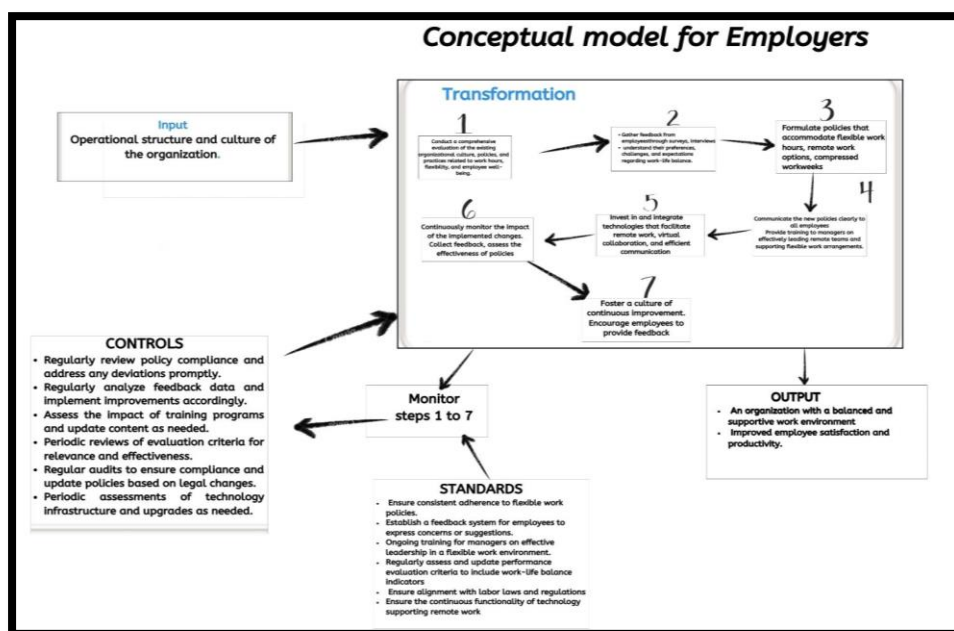 Conceptual model for Employers
Input
Operational structure and culture
of the organization.
Transformation
1
Conduct a comprehensive
evaluation of the existing
organizational culture, policies, and
practices related to work hours,
flexibility, and employee well-
being.
2
• Gather feedback from
employeethrough surveys, interviews
• understand their preferences,
challenges, and expectations
regarding work-life balance.
3
Formulate policies that
accommodate flexible work
hours, remote work
options, compressed
workweeks
4
Communicate the new policies clearly to
all employees
Provide training to managers on
effectively leading remote teams and
supporting flexible work arrangements.
5
Invest in and integrate
technologies that facilitate
remote work, virtual
collaboration, and efficient
communication
6
Continuously monitor the impact
of the implemented changes.
Collect feedback, assess the
effectiveness of policies
7
Foster a culture of
continuous improvement.
Encourage employees to
provide feedback
CONTROLS
• Regularly review policy compliance and
address any deviations promptly.
• Regularly analyze feedback data and
implement improvements accordingly.
• Assess the impact of training programs
and update content as needed.
• Periodic reviews of evaluation criteria for
relevance and effectiveness.
• Regular audits to ensure compliance and
update policies based on legal changes.
• Periodic assessments of technology
infrastructure and upgrades as needed.
Monitor
steps 1 to 7
OUTPUT
• An organization with a balanced and
supportive work environment
• Improved employee satisfaction and
productivity.
STANDARDS
• Ensure consistent adherence to flexible work
policies.
• Establish a feedback system for employees to
express concerns or suggestions.
• Ongoing training for managers on effective
leadership in a flexible work environment.
• Regularly assess and update performance
evaluation criteria to include work-life balance
indicators
• Ensure alignment with labor laws and regulations
• Ensure the continuous functionality of technology
supporting remote work